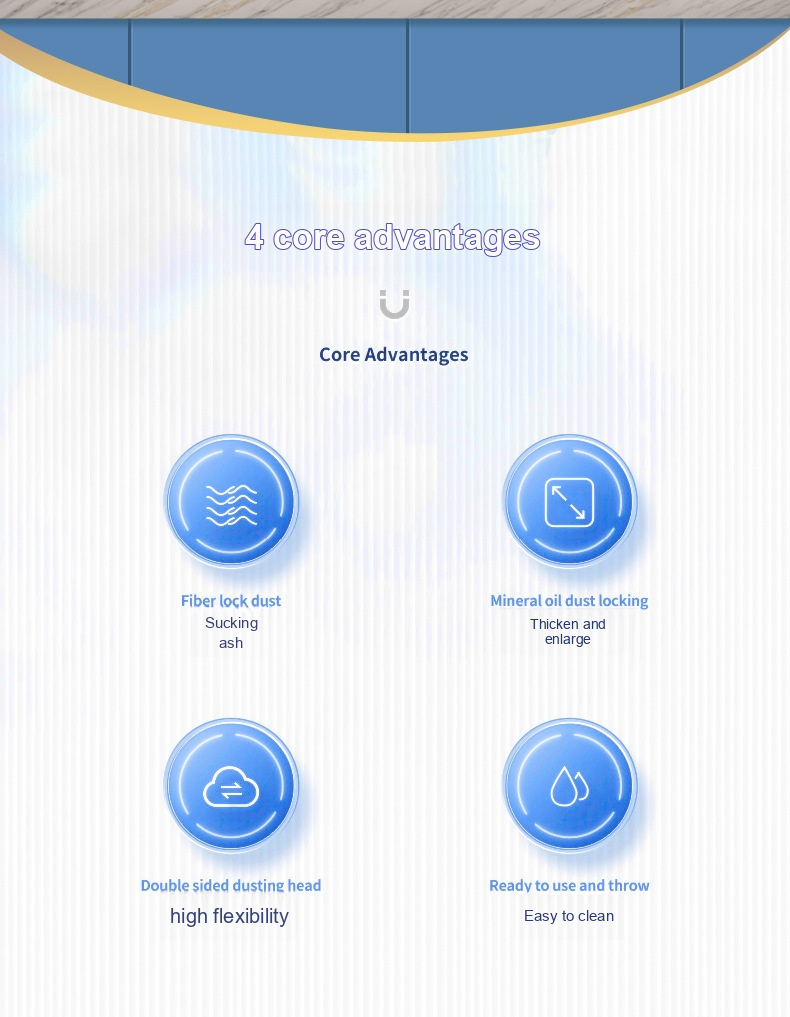 4 core advantages
Core Advantages
Fiber lock dust
Sucking
ash
Mineral oil dust locking
Thicken and
enlarge
Double sided dusting head
high flexibility
Ready to use and throw
Easy to clean